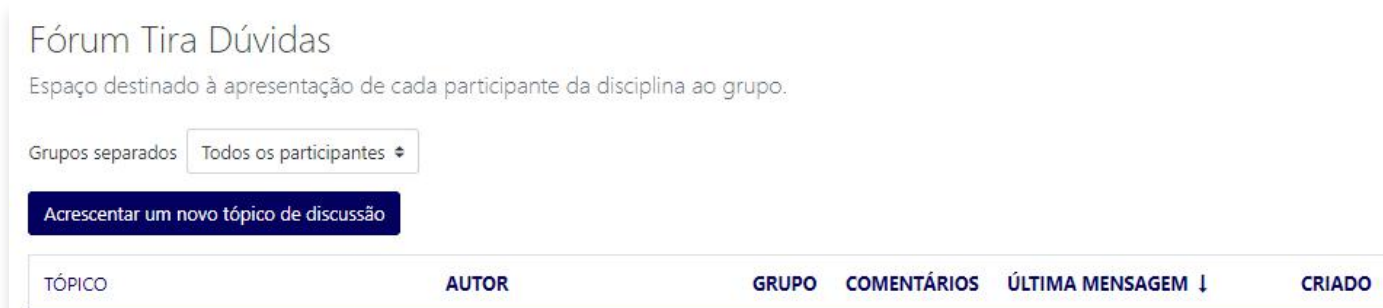 Fórum Tira Dúvidas
Espaço destinado à apresentação de cada participante da disciplina ao grupo.
Grupos separados Todos os participantes
Acrescentar um novo tópico de discussão
TÓPICO AUTOR GRUPO COMENTÁRIOS ÚLTIMA MENSAGEM ↓ CRIADO